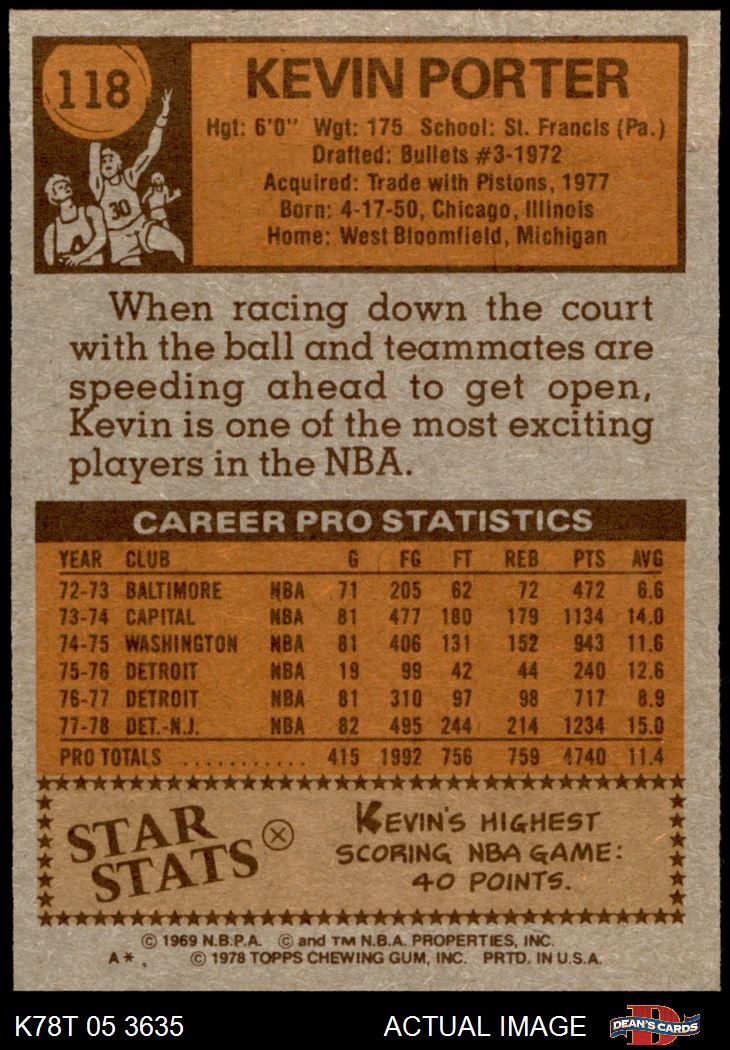 118
KEVIN PORTER
Hgt: 6'0" Wgt: 175 School: St. Francis (Pa.)
Drafted: Bullets #3-1972
Acquired: Trade with Pistons, 1977
Born: 4-17-50, Chicago, Illinois
Home: West Bloomfield, Michigan
30
When racing down the court
with the ball and teammates are
speeding ahead to get open,
Kevin is one of the most exciting
players in the NBA.
CAREER PRO STATISTICS
YEAR CLUB G FG FT REB PTS AVG
72-73 BALTIMORE NBA 71 205 62 72 472 6.6
73-74 CAPITAL NBA 81 477 180 179 1134 14.0
74-75 WASHINGTON NBA 81 406 131 152 943 11.6
75-76 DETROIT NBA 19 99 42 44 240 12.6
76-77 DETROIT NBA 81 310 97 98 717 8.9
77-78 DET.-N.J. NBA 82 495 244 214 1234 15.0
PRO TOTALS ........... 415 1992 756 759 4740 11.4
STAR
STATS
KEVIN'S HIGHEST
SCORING NBA GAME:
40 POINTS.
© 1969 N.B.P.A. © and TM N.B.A. PROPERTIES, INC.
A* . © 1978 TOPPS CHEWING GUM, INC. PRTD. IN U.S.A.
K78T 05 3635 ACTUAL IMAGE
DEAN'S CARDS